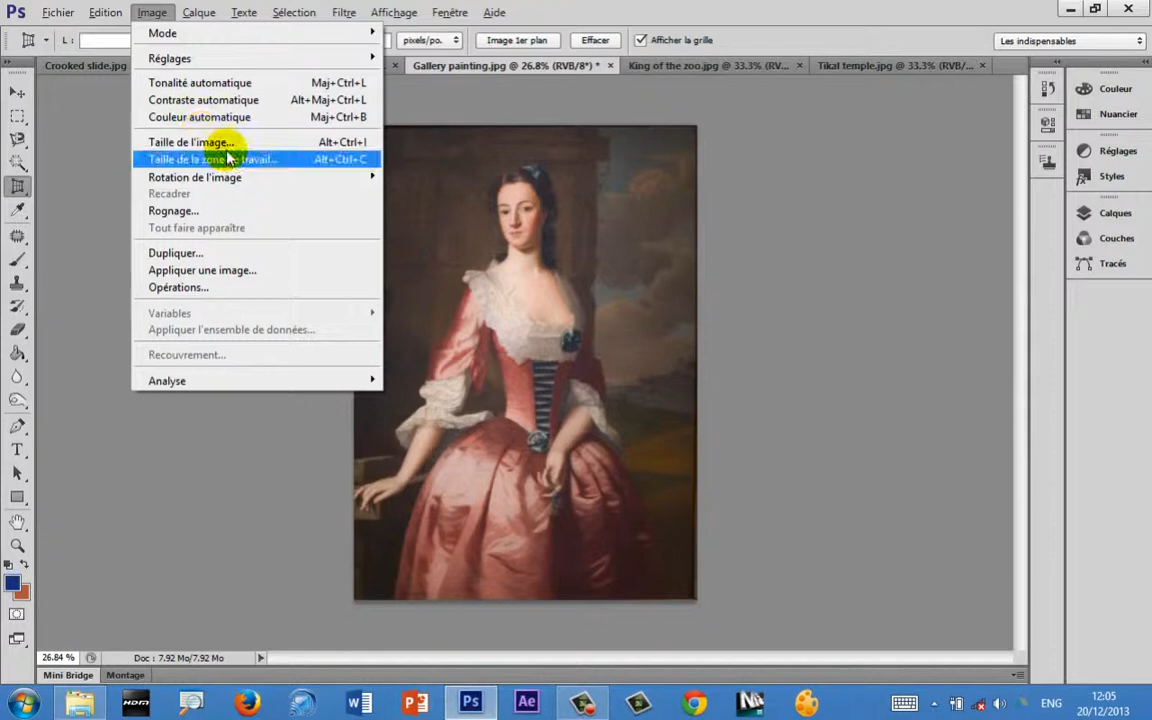 Ps Fichier Edition Image Calque Texte Sélection Filtre Affichage Fenêtre Aide
L : pixels/po. Image 1er plan Effacer Afficher la grille Les indispensables
Crooked slide.jpg Gallery painting.jpg @ 26.8% (RVB/8*) * × King of the zoo.jpg @ 33.3% (RV... × Tikal temple.jpg @ 33.3% (RVB/... ×
Mode
Réglages
Tonalité automatique Maj+Ctrl+L
Contraste automatique Alt+Maj+Ctrl+L
Couleur automatique Maj+Ctrl+B
Taille de l'image... Alt+Ctrl+I
Taille de la zone de travail... Alt+Ctrl+C
Rotation de l'image
Recadrer
Rognage...
Tout faire apparaître
Dupliquer...
Appliquer une image...
Opérations...
Variables
Appliquer l'ensemble de données...
Recouvrement...
Analyse
Couleur
Nuancier
Réglages
Styles
Calques
Couches
Tracés
26.84 % Doc : 7.92 Mo/7.92 Mo
Mini Bridge Montage
HDM W P Ps Ae ENG
12:05
20/12/2013